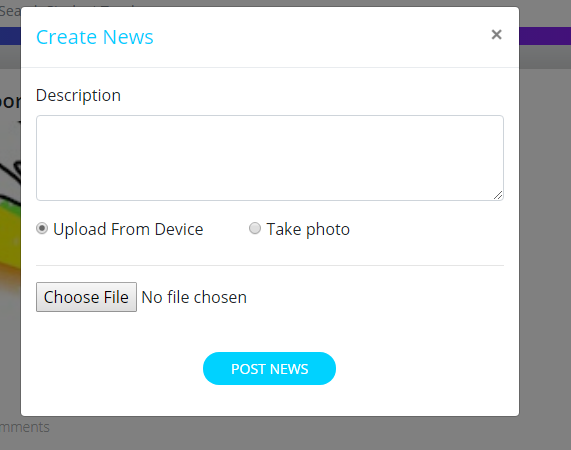 Create News
×
Description
Upload From Device Take photo
Choose File No file chosen
POST NEWS
mments